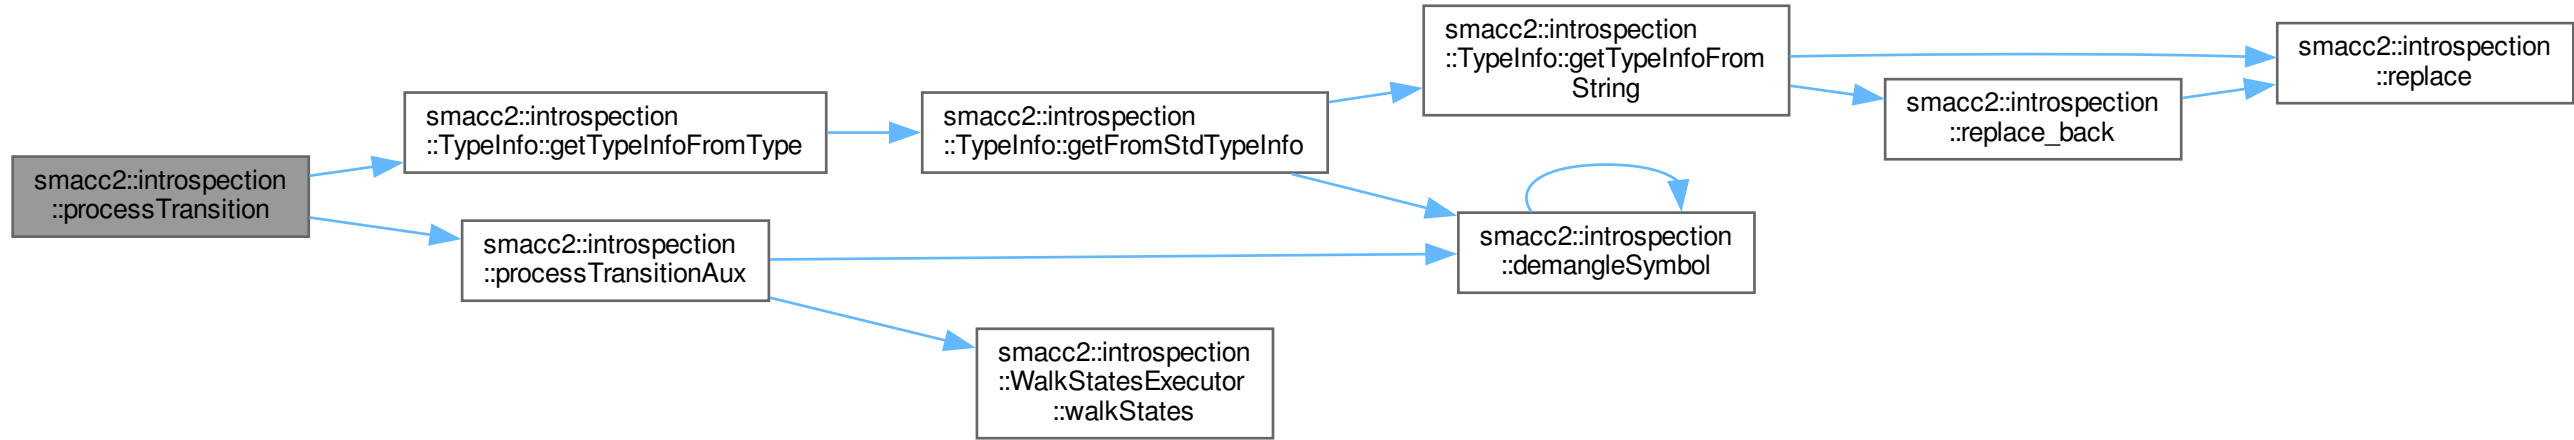 smacc2::introspection
::processTransition
smacc2::introspection
::TypeInfo::getTypeInfoFromType
smacc2::introspection
::processTransitionAux
smacc2::introspection
::TypeInfo::getFromStdTypeInfo
smacc2::introspection
::WalkStatesExecutor
::walkStates
smacc2::introspection
::TypeInfo::getTypeInfoFrom
String
smacc2::introspection
::demangleSymbol
smacc2::introspection
::replace_back
smacc2::introspection
::replace